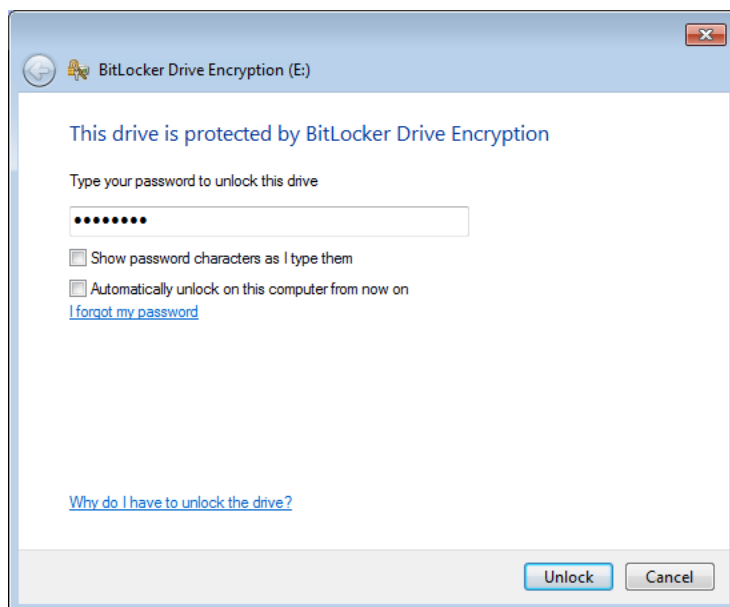 BitLocker Drive Encryption (E:)
This drive is protected by BitLocker Drive Encryption
Type your password to unlock this drive
••••••••
Show password characters as I type them
Automatically unlock on this computer from now on
I forgot my password
Why do I have to unlock the drive?
Unlock Cancel